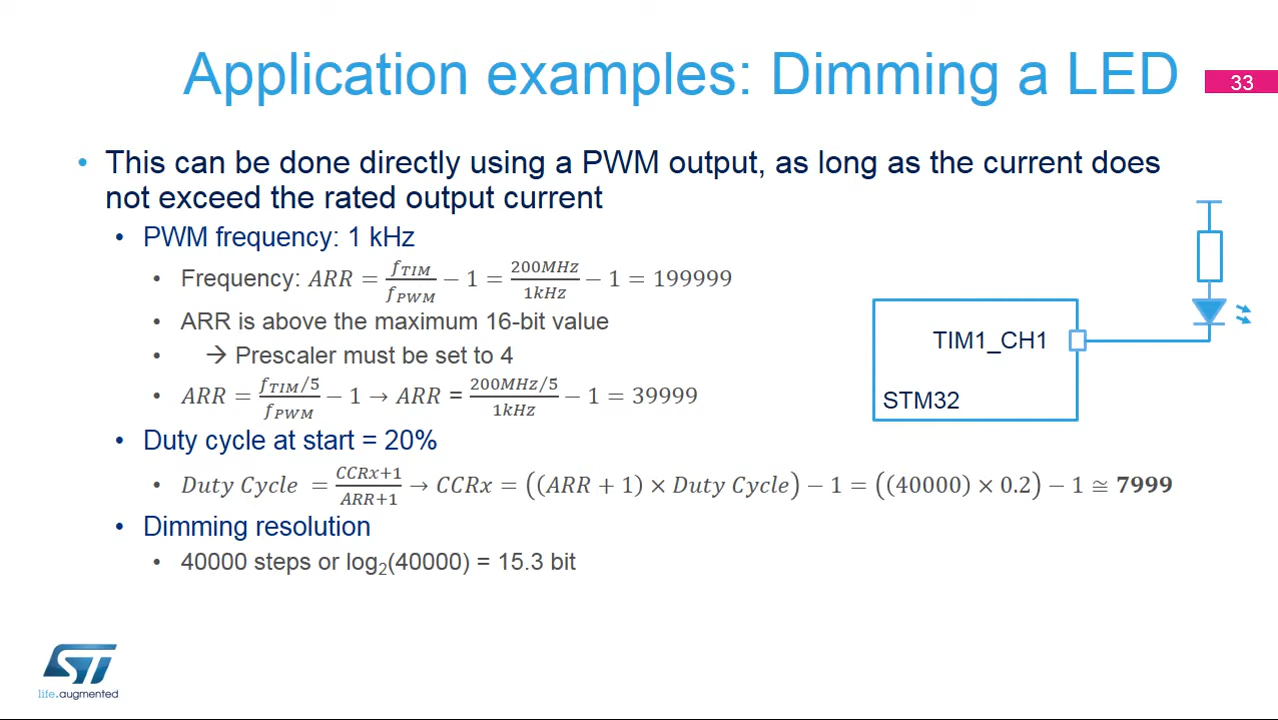 Application examples: Dimming a LED
33
• This can be done directly using a PWM output, as long as the current does
not exceed the rated output current
• PWM frequency: 1 kHz
• Frequency: ARR = f_TIM/f_PWM − 1 = 200MHz/1kHz − 1 = 199999
• ARR is above the maximum 16-bit value
• → Prescaler must be set to 4
• ARR = (f_TIM/5)/f_PWM − 1 → ARR = (200MHz/5)/1kHz − 1 = 39999
• Duty cycle at start = 20%
• Duty Cycle = (CCRx+1)/(ARR+1) → CCRx = ((ARR + 1) × Duty Cycle) − 1 = ((40000) × 0.2) − 1 ≅ 7999
• Dimming resolution
• 40000 steps or log₂(40000) = 15.3 bit
TIM1_CH1
STM32
ST
life.augmented